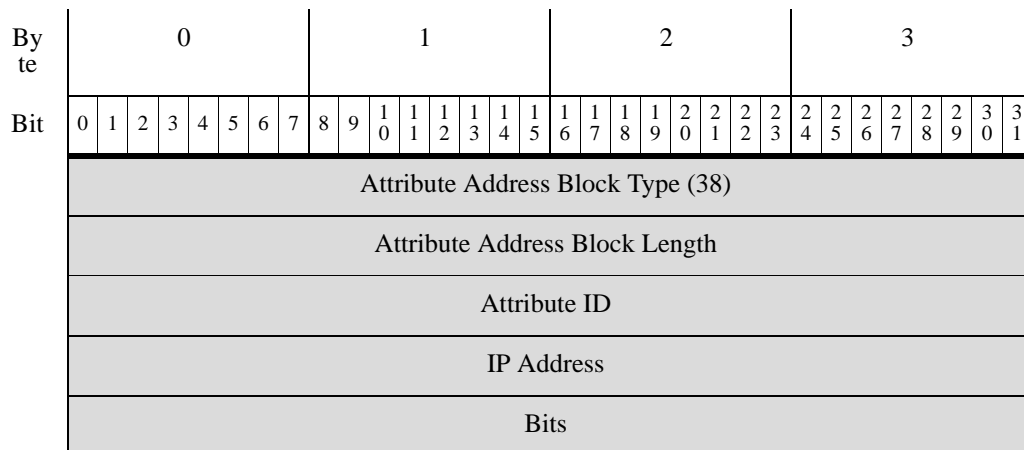 By
te 0 1 2 3
Bit 0 1 2 3 4 5 6 7 8 9 10 11 12 13 14 15 16 17 18 19 20 21 22 23 24 25 26 27 28 29 30 31
Attribute Address Block Type (38)
Attribute Address Block Length
Attribute ID
IP Address
Bits